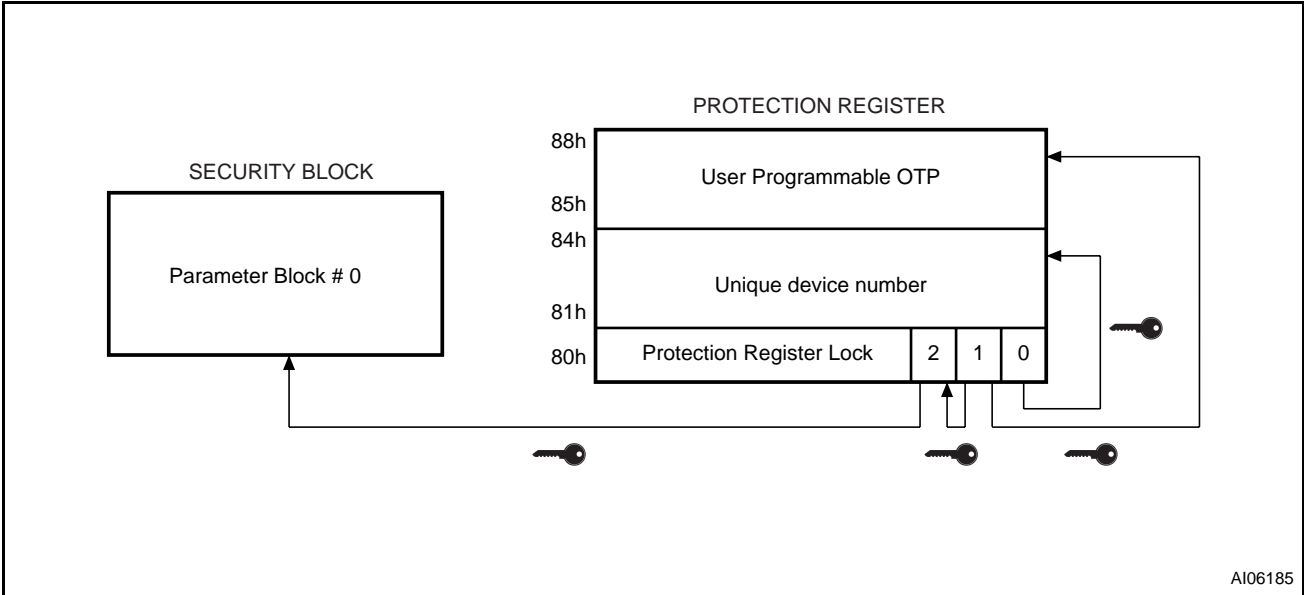 PROTECTION REGISTER
SECURITY BLOCK
Parameter Block # 0
88h
User Programmable OTP
85h
84h
Unique device number
81h
80h Protection Register Lock 2 1 0
AI06185